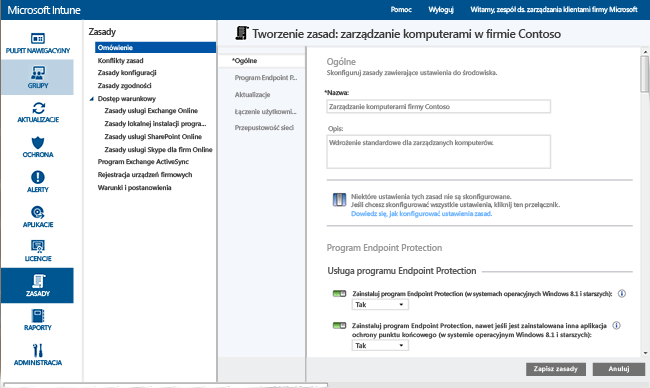 Microsoft Intune
Pomoc
Wyloguj
Witamy, zespół ds. zarządzania klientami firmy Microsoft
PULPIT NAWIGACYJNY
GRUPY
AKTUALIZACJE
OCHRONA
ALERTY
APLIKACJE
LICENCJE
ZASADY
RAPORTY
ADMINISTRACJA
Zasady
Omówienie
Konflikty zasad
Zasady konfiguracji
Zasady zgodności
Dostęp warunkowy
Zasady usługi Exchange Online
Zasady lokalnej instalacji progra...
Zasady usługi SharePoint Online
Zasady usługi Skype dla firm Online
Program Exchange ActiveSync
Rejestracja urządzeń firmowych
Warunki i postanowienia
Tworzenie zasad: zarządzanie komputerami w firmie Contoso
*Ogólne
Program Endpoint P...
Aktualizacje
Łączenie użytkowni...
Przepustowość sieci
Ogólne
Skonfiguruj zasady zawierające ustawienia do środowiska.
*Nazwa:
Zarządzanie komputerami firmy Contoso
Opis:
Wdrożenie standardowe dla zarządzanych komputerów.
Niektóre ustawienia tych zasad nie są skonfigurowane.
Jeśli chcesz skonfigurować wszystkie ustawienia, kliknij ten przełącznik.
Dowiedz się, jak konfigurować ustawienia zasad.
Program Endpoint Protection
Usługa programu Endpoint Protection
Zainstaluj program Endpoint Protection (w systemach operacyjnych Windows 8.1 i starszych):
Tak
Zainstaluj program Endpoint Protection, nawet jeśli jest zainstalowana inna aplikacja
ochrony punktu końcowego (w systemie operacyjnym Windows 8.1 i starszych):
Tak
Zapisz zasady
Anuluj